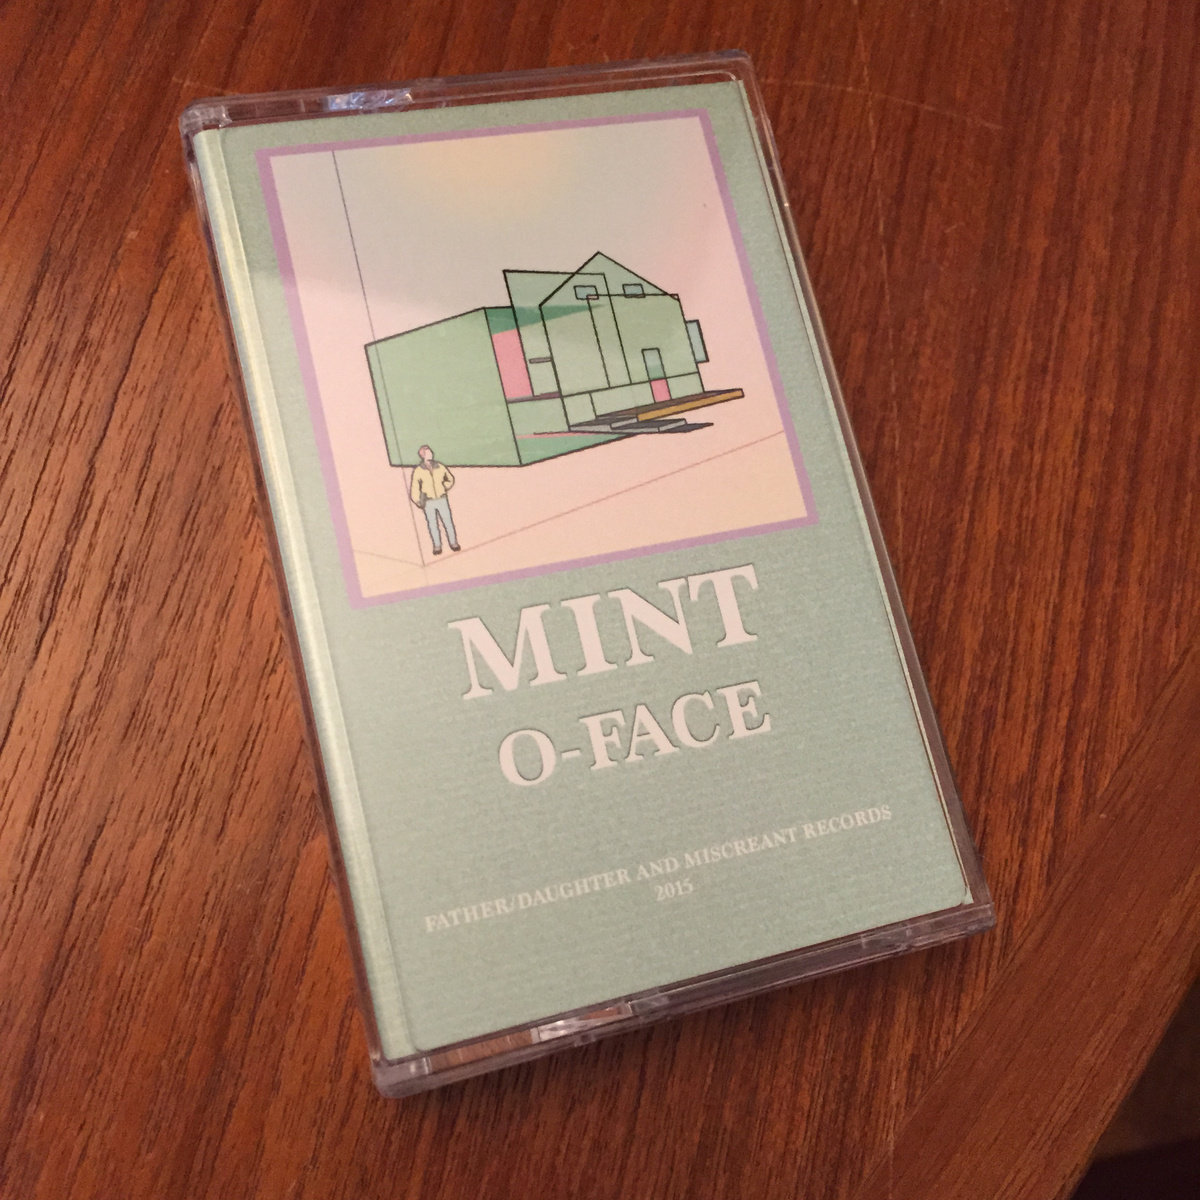 MINT
O-FACE
FATHER/DAUGHTER AND MISCREANT RECORDS
2015